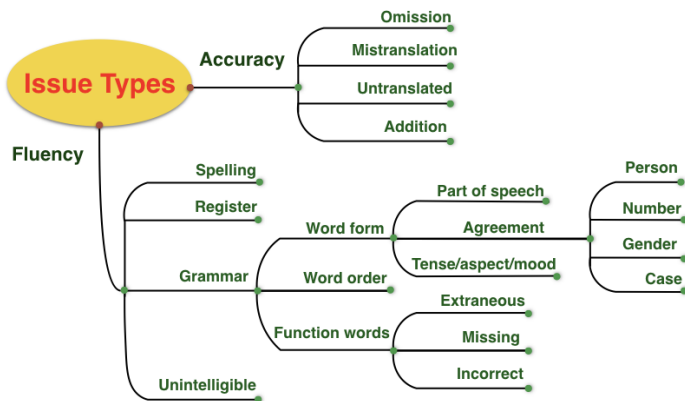 Issue Types
Accuracy
Omission
Mistranslation
Untranslated
Addition
Fluency
Spelling
Register
Grammar
Word form
Part of speech
Agreement
Person
Number
Gender
Case
Tense/aspect/mood
Word order
Function words
Extraneous
Missing
Incorrect
Unintelligible